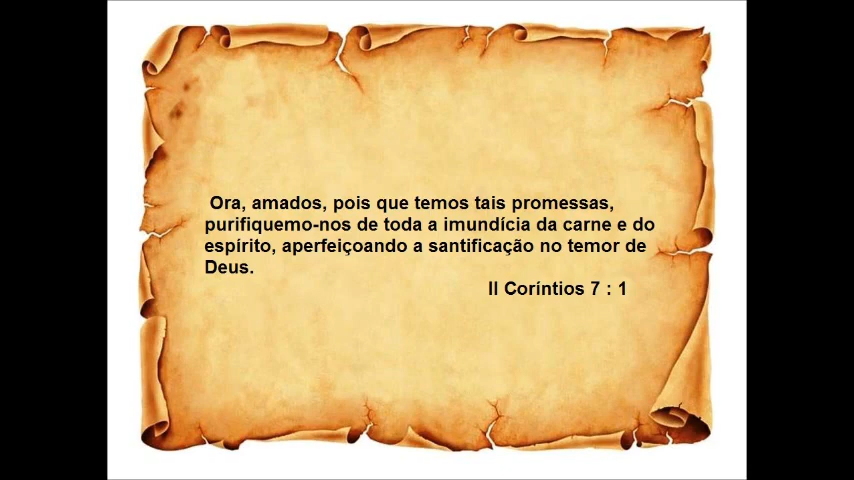 Ora, amados, pois que temos tais promessas,
purifiquemo-nos de toda a imundícia da carne e do
espírito, aperfeiçoando a santificação no temor de
Deus.
II Coríntios 7 : 1